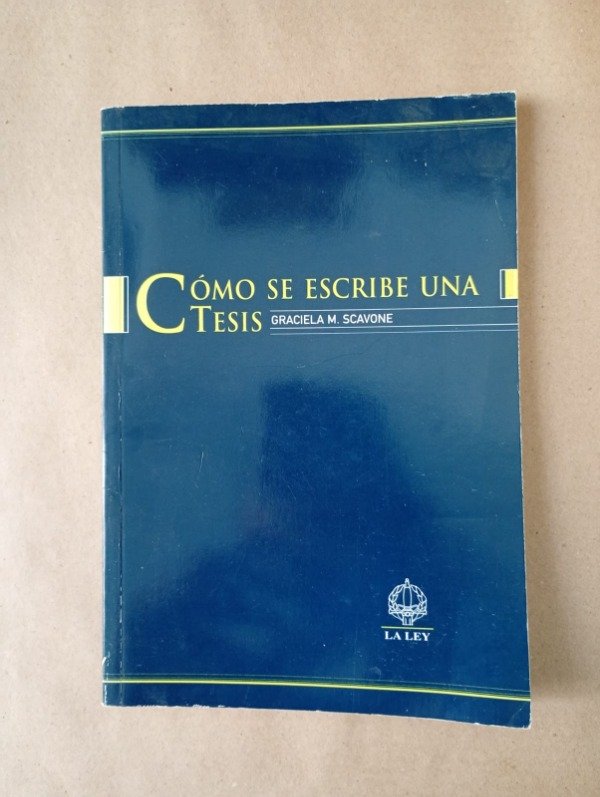 CÓMO SE ESCRIBE UNA
TESIS
GRACIELA M. SCAVONE
LA LEY